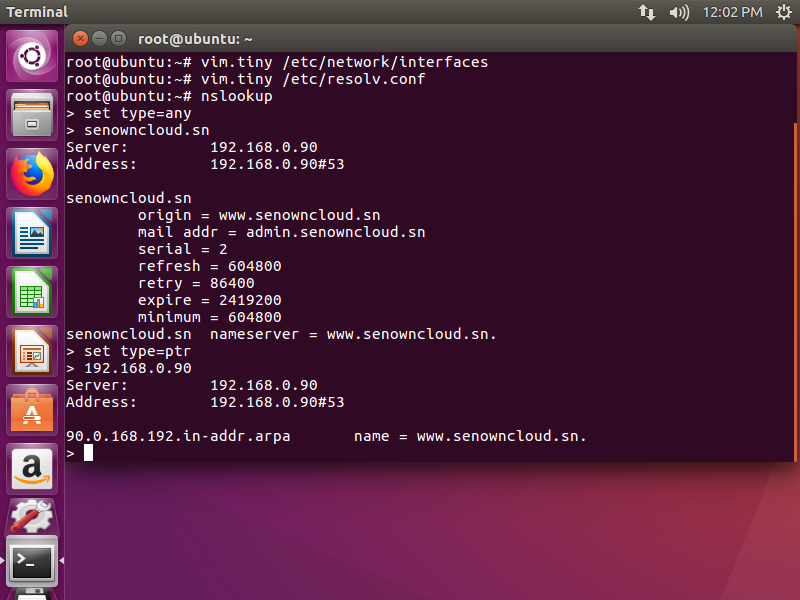 Terminal
12:02 PM
root@ubuntu: ~
root@ubuntu:~# vim.tiny /etc/network/interfaces
root@ubuntu:~# vim.tiny /etc/resolv.conf
root@ubuntu:~# nslookup
> set type=any
> senowncloud.sn
Server:         192.168.0.90
Address:        192.168.0.90#53
senowncloud.sn
        origin = www.senowncloud.sn
        mail addr = admin.senowncloud.sn
        serial = 2
        refresh = 604800
        retry = 86400
        expire = 2419200
        minimum = 604800
senowncloud.sn  nameserver = www.senowncloud.sn.
> set type=ptr
> 192.168.0.90
Server:         192.168.0.90
Address:        192.168.0.90#53
90.0.168.192.in-addr.arpa       name = www.senowncloud.sn.
>